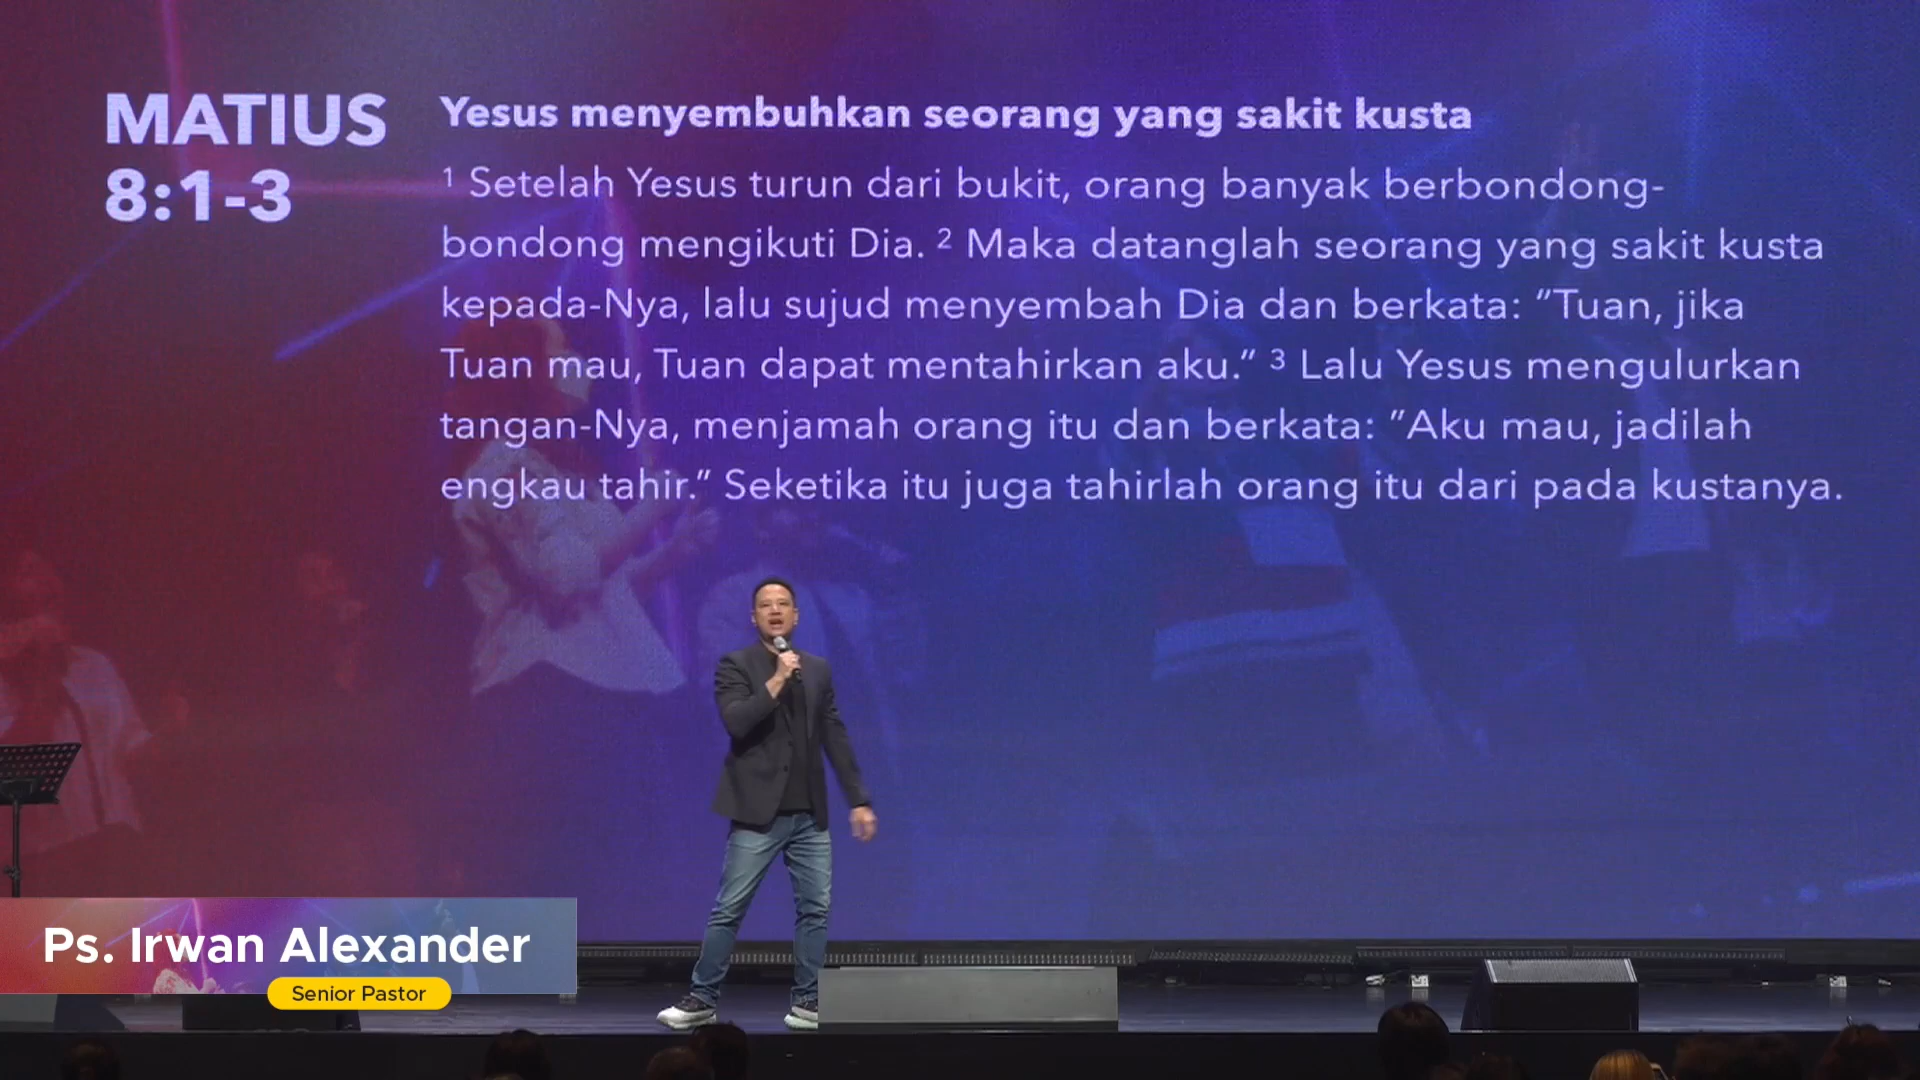 MATIUS
8:1-3
Yesus menyembuhkan seorang yang sakit kusta
¹ Setelah Yesus turun dari bukit, orang banyak berbondong-
bondong mengikuti Dia. ² Maka datanglah seorang yang sakit kusta
kepada-Nya, lalu sujud menyembah Dia dan berkata: "Tuan, jika
Tuan mau, Tuan dapat mentahirkan aku." ³ Lalu Yesus mengulurkan
tangan-Nya, menjamah orang itu dan berkata: "Aku mau, jadilah
engkau tahir." Seketika itu juga tahirlah orang itu dari pada kustanya.
Ps. Irwan Alexander
Senior Pastor